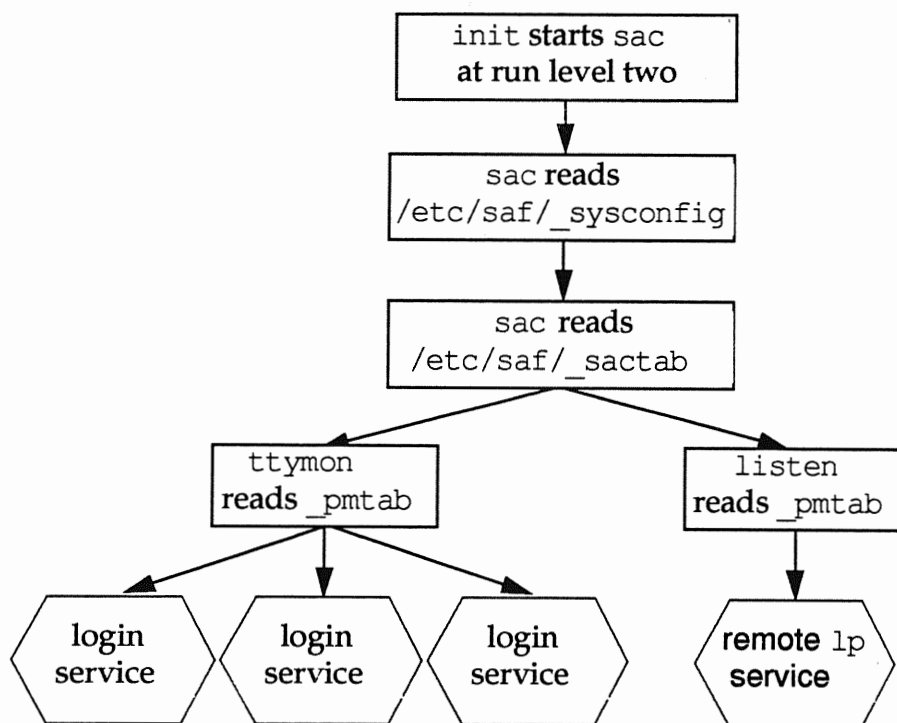 init starts sac
at run level two
sac reads
/etc/saf/_sysconfig
sac reads
/etc/saf/_sactab
ttymon
reads _pmtab
listen
reads _pmtab
login
service
login
service
login
service
remote lp
service